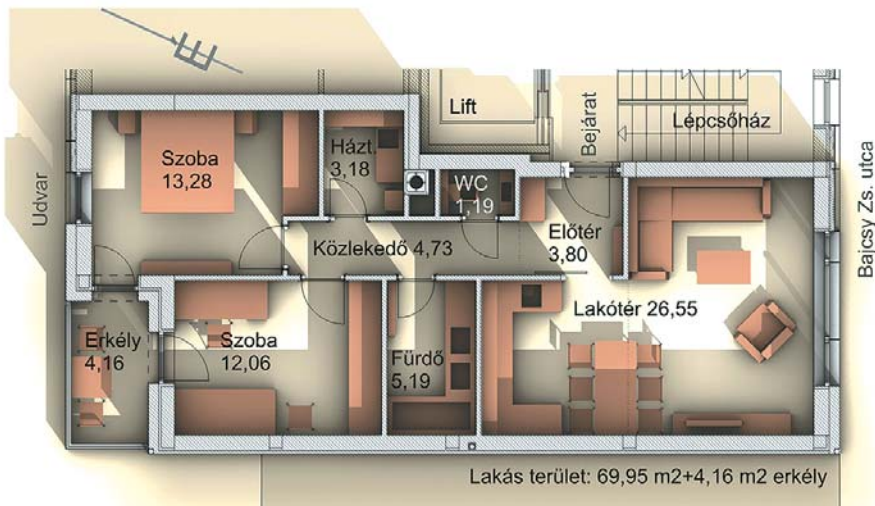 Lift
Bejárat
Lépcsőház
Udvar
Szoba
13,28
Házt.
3,18
WC
1,19
Közlekedő 4,73
Előtér
3,80
Bajcsy Zs. utca
Erkély
4,16
Szoba
12,06
Fürdő
5,19
Lakótér 26,55
Lakás terület: 69,95 m2+4,16 m2 erkély